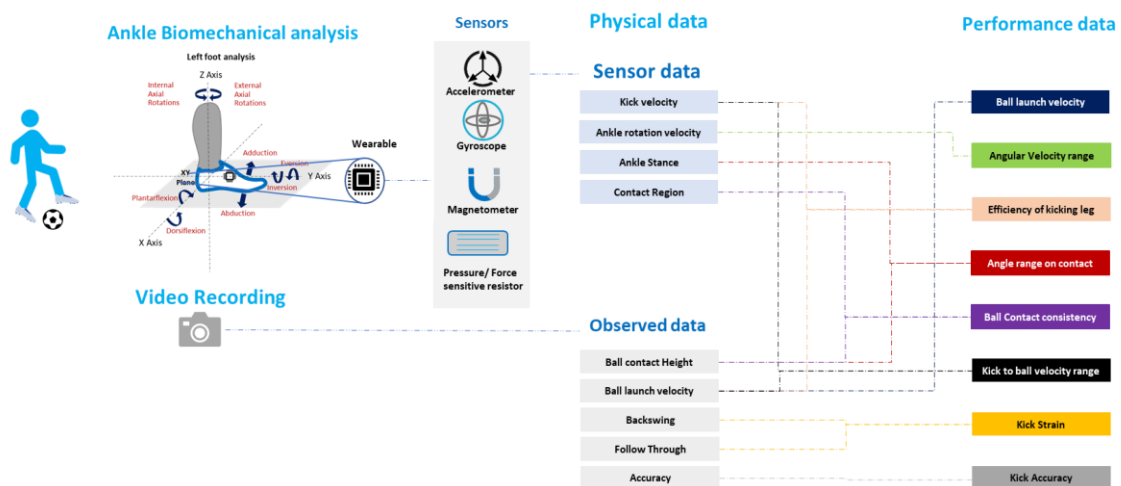 Ankle Biomechanical analysis
Left foot analysis
Z Axis
Internal
Axial
Rotations
External
Axial
Rotations
Adduction
Eversion
XY
Plane
Y Axis
Inversion
Plantarflexion
Abduction
Dorsiflexion
X Axis
Wearable
Video Recording
Sensors
Accelerometer
Gyroscope
Magnetometer
Pressure/ Force
sensitive resistor
Physical data
Sensor data
Kick velocity
Ankle rotation velocity
Ankle Stance
Contact Region
Observed data
Ball contact Height
Ball launch velocity
Backswing
Follow Through
Accuracy
Performance data
Ball launch velocity
Angular Velocity range
Efficiency of kicking leg
Angle range on contact
Ball Contact consistency
Kick to ball velocity range
Kick Strain
Kick Accuracy